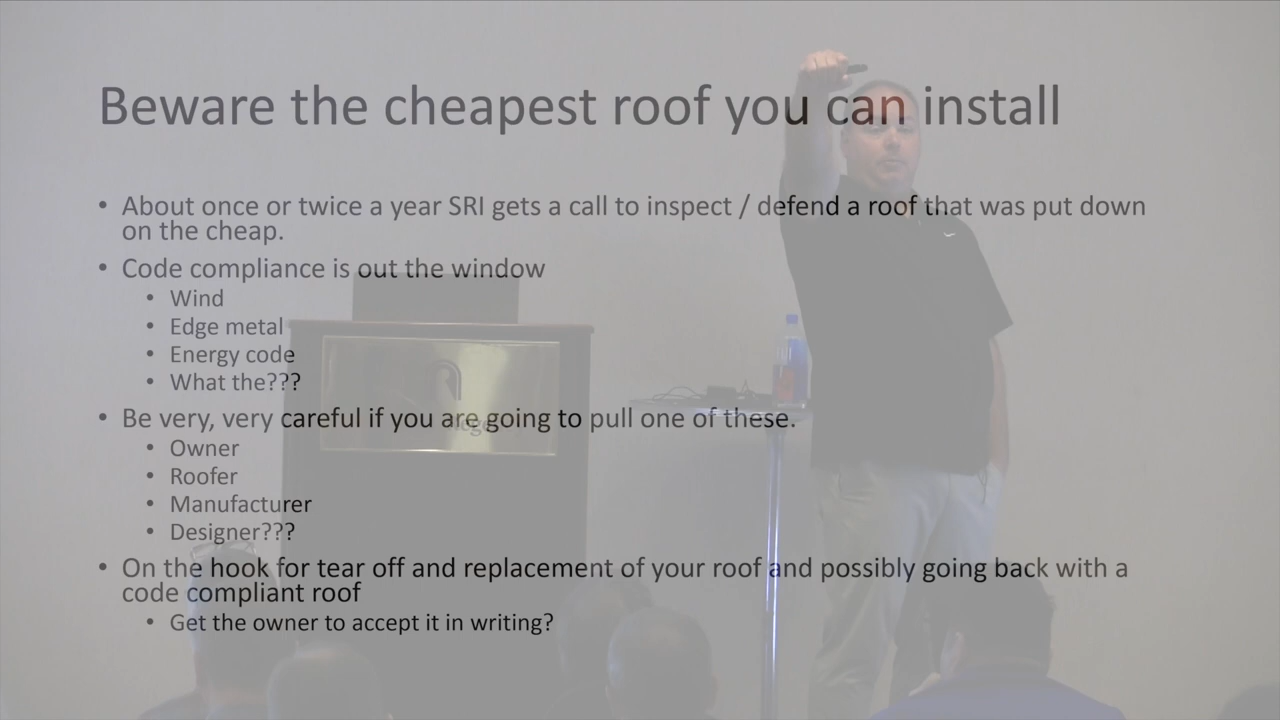 Beware the cheapest roof you can install
• About once or twice a year SRI gets a call to inspect / defend a roof that was put down
on the cheap.
• Code compliance is out the window
• Wind
• Edge metal
• Energy code
• What the???
• Be very, very careful if you are going to pull one of these.
• Owner
• Roofer
• Manufacturer
• Designer???
• On the hook for tear off and replacement of your roof and possibly going back with a
code compliant roof
• Get the owner to accept it in writing?